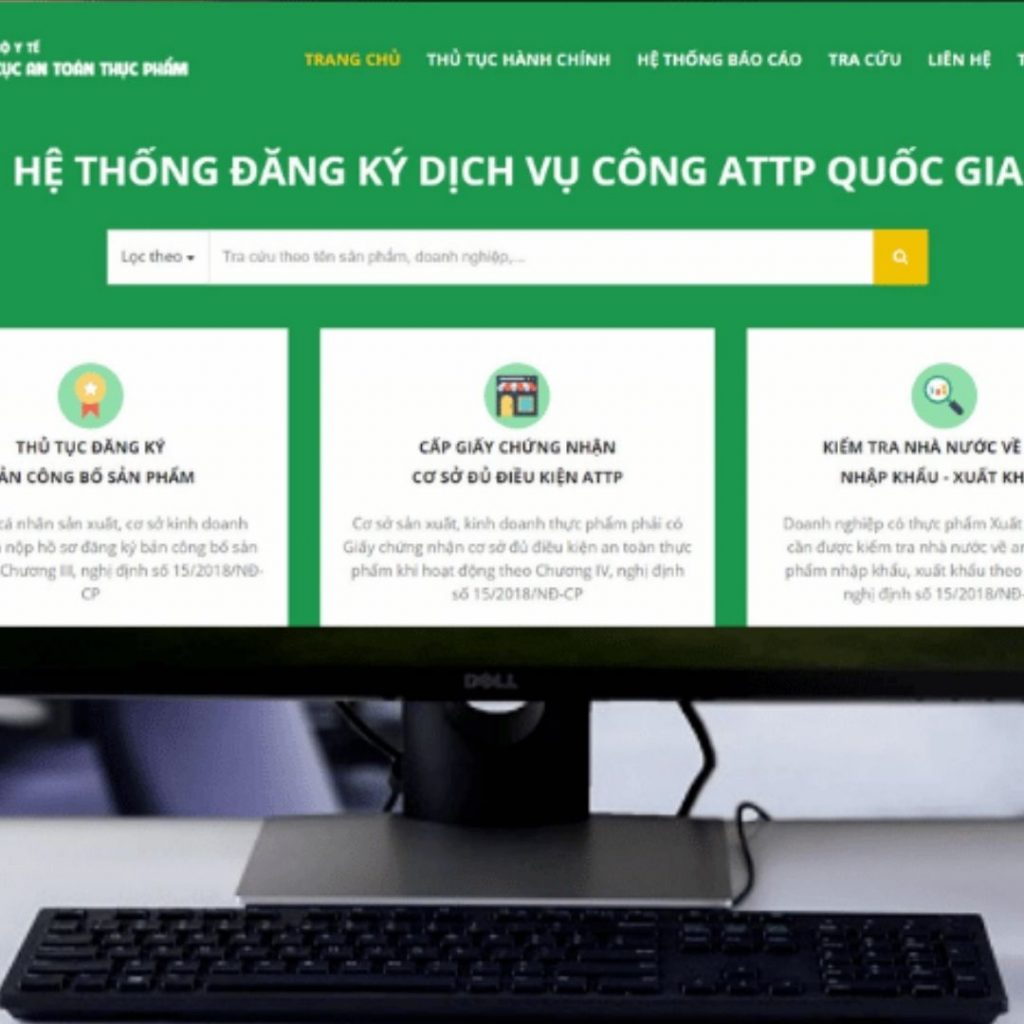 Ộ Y TẾ
CỤC AN TOÀN THỰC PHẨM
TRANG CHỦ THỦ TỤC HÀNH CHÍNH HỆ THỐNG BÁO CÁO TRA CỨU LIÊN HỆ T
HỆ THỐNG ĐĂNG KÝ DỊCH VỤ CÔNG ATTP QUỐC GIA
Lọc theo Tra cứu theo tên sản phẩm, doanh nghiệp,...
THỦ TỤC ĐĂNG KÝ
ẢN CÔNG BỐ SẢN PHẨM
cá nhân sản xuất, cơ sở kinh doanh
nộp hồ sơ đăng ký bản công bố sản
Chương III, nghị định số 15/2018/NĐ-
CP
CẤP GIẤY CHỨNG NHẬN
CƠ SỞ ĐỦ ĐIỀU KIỆN ATTP
Cơ sở sản xuất, kinh doanh thực phẩm phải có
Giấy chứng nhận cơ sở đủ điều kiện an toàn thực
phẩm khi hoạt động theo Chương IV, nghị định
số 15/2018/NĐ-CP
KIỂM TRA NHÀ NƯỚC VỀ
NHẬP KHẨU - XUẤT KH
Doanh nghiệp có thực phẩm Xuất
cần được kiểm tra nhà nước về an
phẩm nhập khẩu, xuất khẩu theo
nghị định số 15/2018/NĐ-
DELL